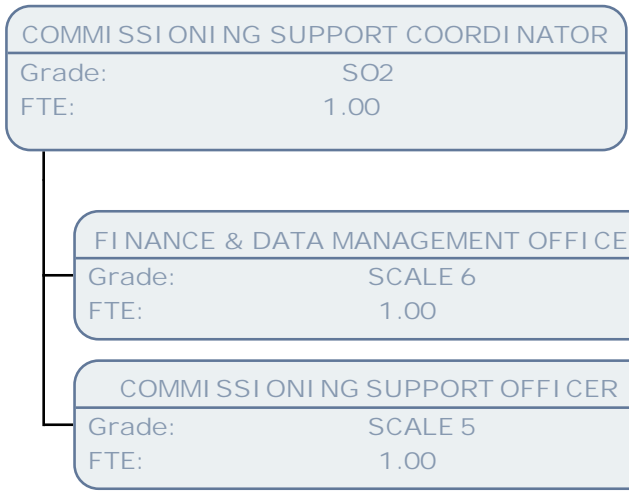 COMMISSIONING SUPPORT COORDINATOR
Grade: SO2
FTE: 1.00
FINANCE & DATA MANAGEMENT OFFICE
Grade: SCALE 6
FTE: 1.00
COMMISSIONING SUPPORT OFFICER
Grade: SCALE 5
FTE: 1.00